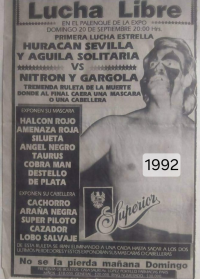 Lucha Libre
EN EL PALENQUE DE LA EXPO
DOMINGO 20 DE SEPTIEMBRE 20:00 HRS.
PRIMERA LUCHA ESTRELLA
HURACAN SEVILLA
Y AGUILA SOLITARIA
VS
NITRON Y GARGOLA
TREMENDA RULETA DE LA MUERTE
DONDE AL FINAL CAERA UNA MASCARA
O UNA CABELLERA
EXPONEN SU MASCARA
HALCON ROJO
AMENAZA ROJA
SILUETA
ANGEL NEGRO
TAURUS
COBRA MAN
DESTELLO
DE PLATA
1992
EXPONEN SU CABELLERA
CACHORRO
ARAÑA NEGRA
SUPER PILOTO
CAZADOR
LOBO SALVAJE
Superior
No se la pierda mañana Domingo